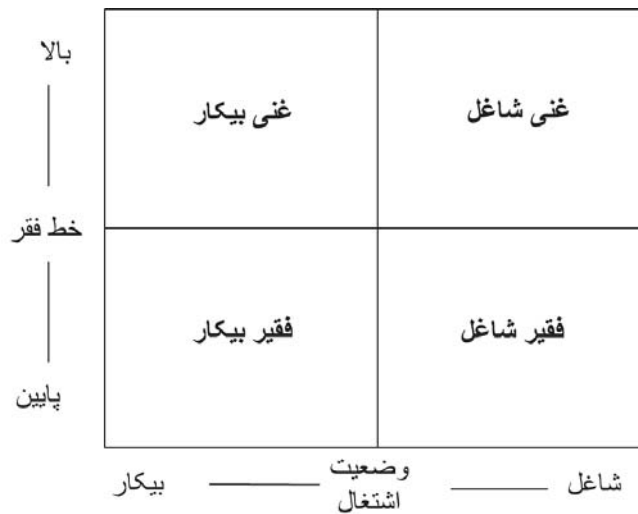 بالا
غنی شاغل
غنی بیکار
خط فقر
فقیر شاغل
فقیر بیکار
پایین
شاغل
وضعیت
اشتغال
بیکار